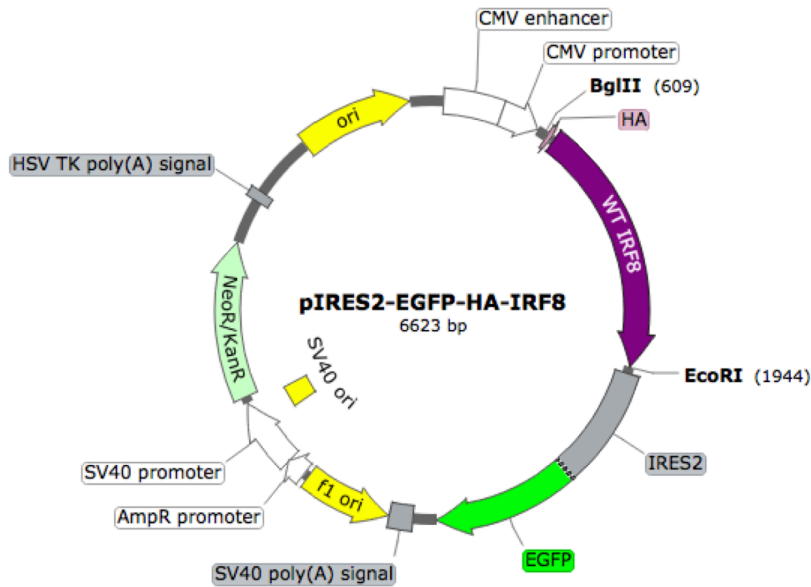 CMV enhancer
CMV promoter
BglII (609)
HA
ori
HSV TK poly(A) signal
WT IRF8
NeoR/KanR
pIRES2-EGFP-HA-IRF8
6623 bp
SV40 ori
EcoRI (1944)
IRES2
SV40 promoter
AmpR promoter
f1 ori
EGFP
SV40 poly(A) signal